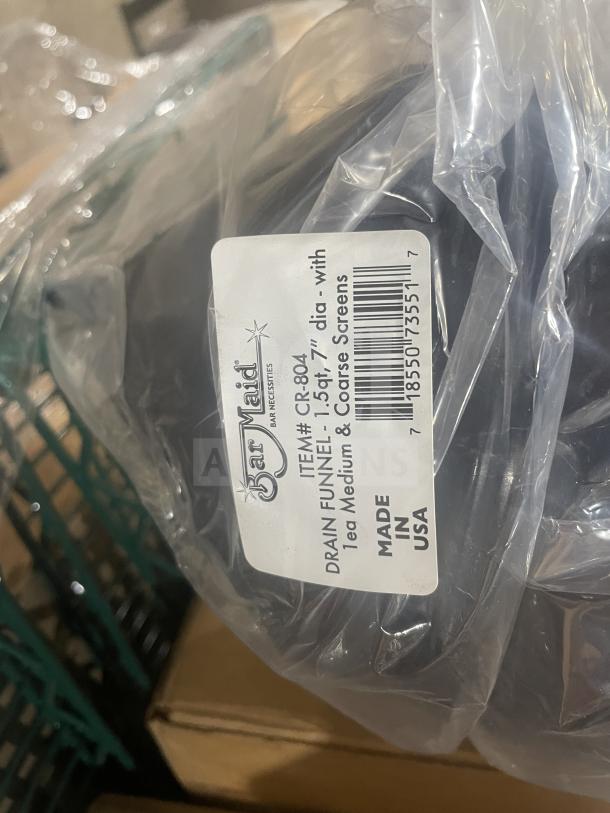 Bar Maid®
BAR NECESSITIES
ITEM# CR-804
DRAIN FUNNEL - 1.5qt, 7" dia - with
1ea Medium & Coarse Screens
MADE
IN
USA
7 18550 73551 7